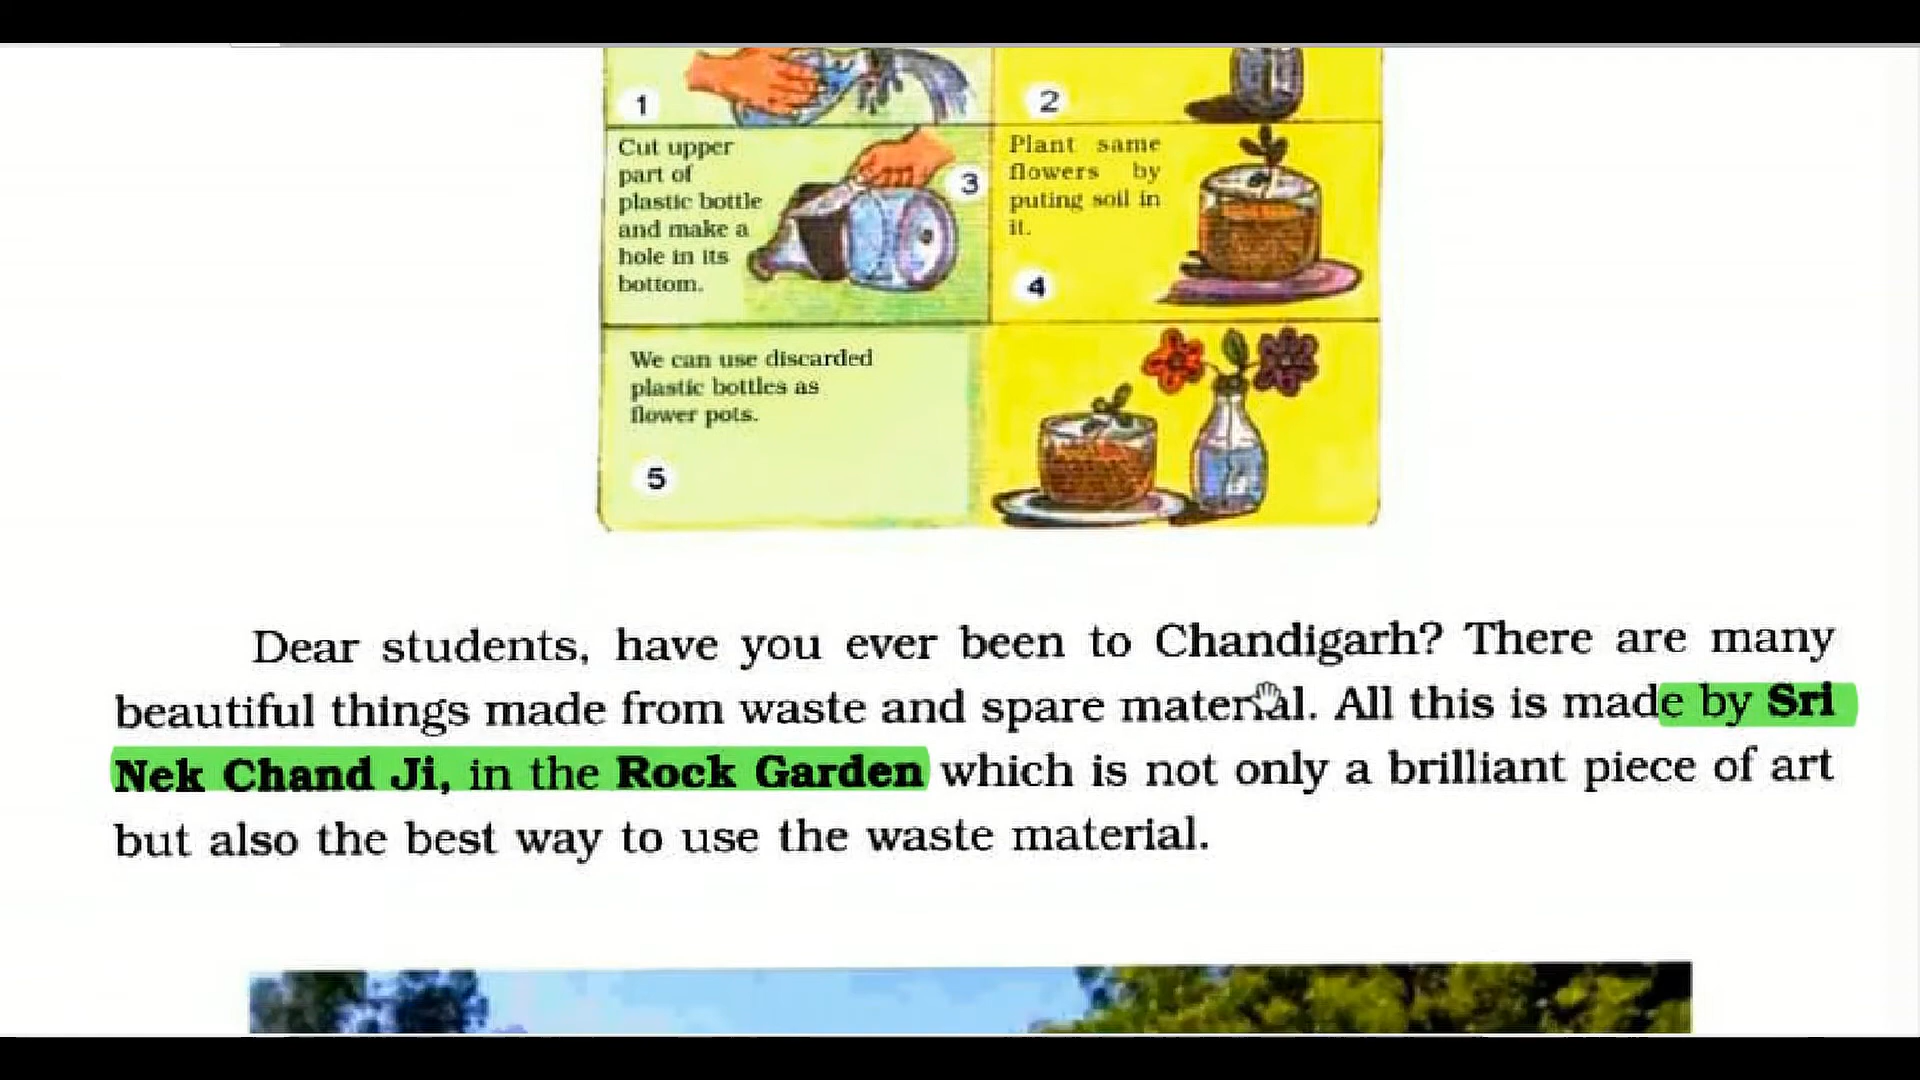 1
2
Cut upper
part of
plastic bottle
and make a
hole in its
bottom.
3
Plant same
flowers by
puting soil in
it.
4
We can use discarded
plastic bottles as
flower pots.
5
Dear students, have you ever been to Chandigarh? There are many
beautiful things made from waste and spare material. All this is made by Sri
Nek Chand Ji, in the Rock Garden which is not only a brilliant piece of art
but also the best way to use the waste material.